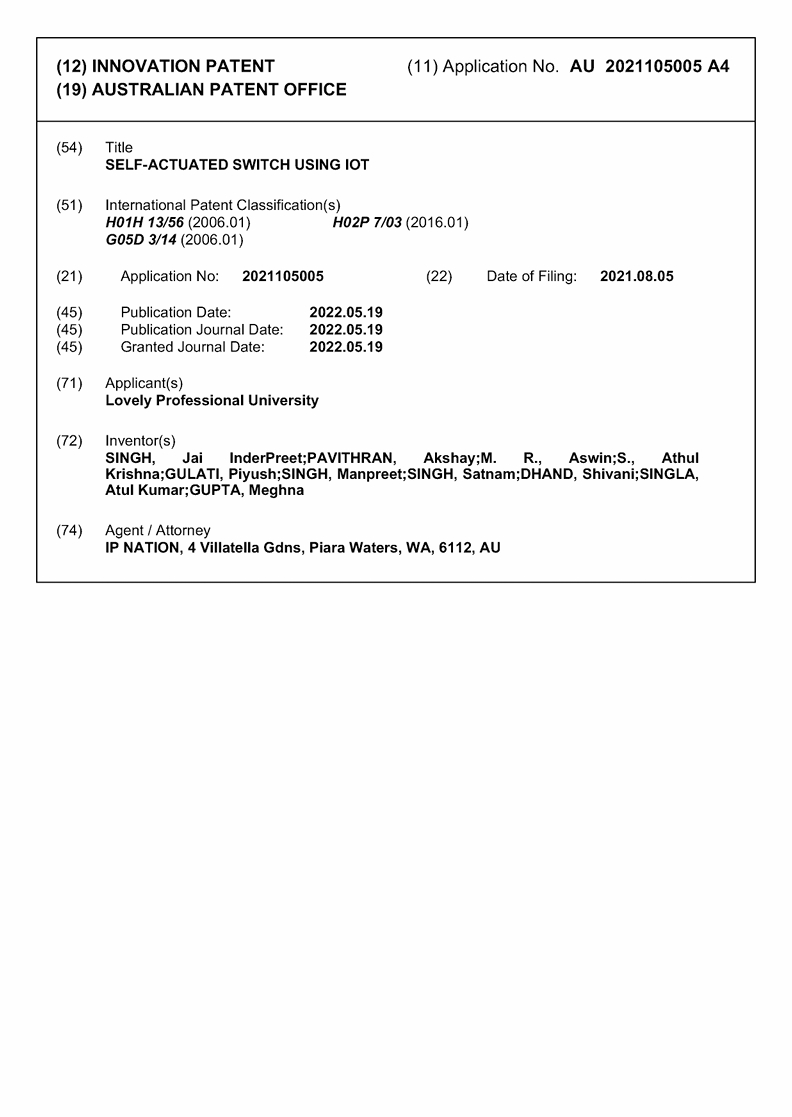 (12) INNOVATION PATENT (11) Application No. AU 2021105005 A4
(19) AUSTRALIAN PATENT OFFICE
(54) Title
SELF-ACTUATED SWITCH USING IOT
(51) International Patent Classification(s)
H01H 13/56 (2006.01) H02P 7/03 (2016.01)
G05D 3/14 (2006.01)
(21) Application No: 2021105005 (22) Date of Filing: 2021.08.05
(45) Publication Date: 2022.05.19
(45) Publication Journal Date: 2022.05.19
(45) Granted Journal Date: 2022.05.19
(71) Applicant(s)
Lovely Professional University
(72) Inventor(s)
SINGH, Jai InderPreet;PAVITHRAN, Akshay;M. R., Aswin;S., Athul
Krishna;GULATI, Piyush;SINGH, Manpreet;SINGH, Satnam;DHAND, Shivani;SINGLA,
Atul Kumar;GUPTA, Meghna
(74) Agent / Attorney
IP NATION, 4 Villatella Gdns, Piara Waters, WA, 6112, AU